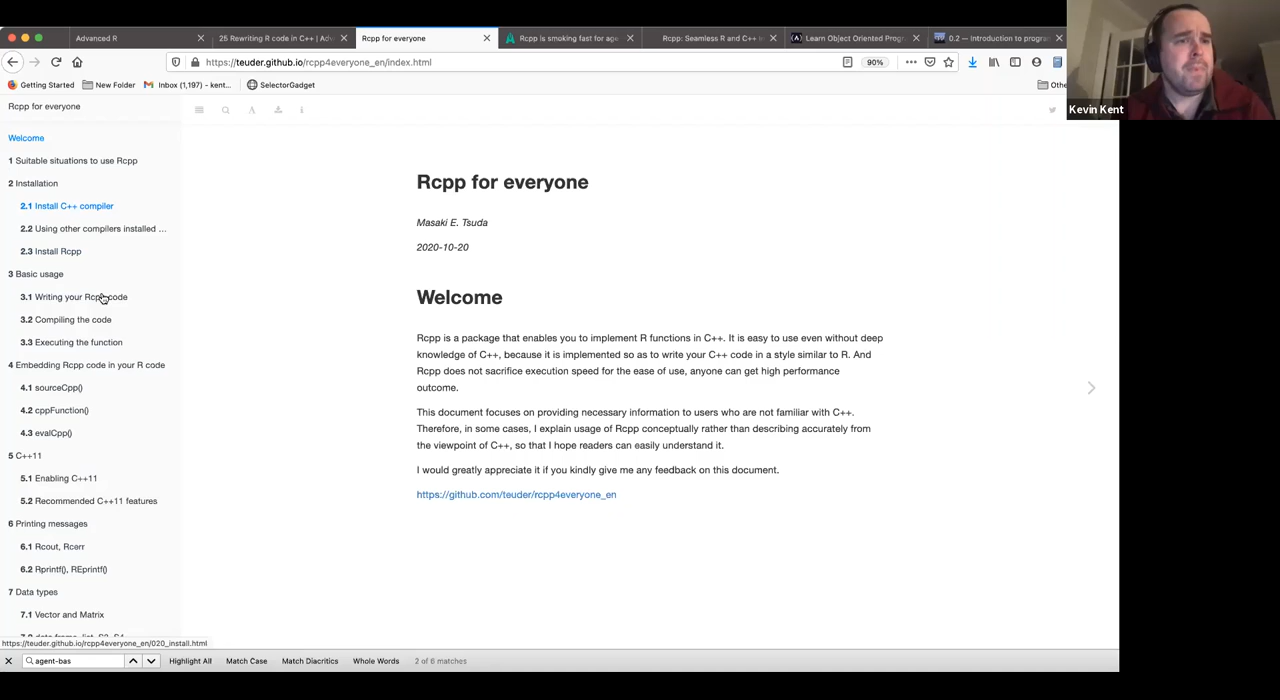 Advanced R
25 Rewriting R code in C++ | Adv
Rcpp for everyone
Rcpp is smoking fast for age
Rcpp: Seamless R and C++ I
Learn Object Oriented Progr
0.2 — Introduction to progra
https://teuder.github.io/rcpp4everyone_en/index.html
90%
Getting Started
New Folder
Inbox (1,197) - kent...
SelectorGadget
Othe
Kevin Kent
Rcpp for everyone
Welcome
1 Suitable situations to use Rcpp
2 Installation
2.1 Install C++ compiler
2.2 Using other compilers installed ...
2.3 Install Rcpp
3 Basic usage
3.1 Writing your Rcpp code
3.2 Compiling the code
3.3 Executing the function
4 Embedding Rcpp code in your R code
4.1 sourceCpp()
4.2 cppFunction()
4.3 evalCpp()
5 C++11
5.1 Enabling C++11
5.2 Recommended C++11 features
6 Printing messages
6.1 Rcout, Rcerr
6.2 Rprintf(), REprintf()
7 Data types
7.1 Vector and Matrix
Rcpp for everyone
Masaki E. Tsuda
2020-10-20
Welcome
Rcpp is a package that enables you to implement R functions in C++. It is easy to use even without deep
knowledge of C++, because it is implemented so as to write your C++ code in a style similar to R. And
Rcpp does not sacrifice execution speed for the ease of use, anyone can get high performance
outcome.
This document focuses on providing necessary information to users who are not familiar with C++.
Therefore, in some cases, I explain usage of Rcpp conceptually rather than describing accurately from
the viewpoint of C++, so that I hope readers can easily understand it.
I would greatly appreciate it if you kindly give me any feedback on this document.
https://github.com/teuder/rcpp4everyone_en
https://teuder.github.io/rcpp4everyone_en/020_install.html
agent-bas
Highlight All
Match Case
Match Diacritics
Whole Words
2 of 6 matches